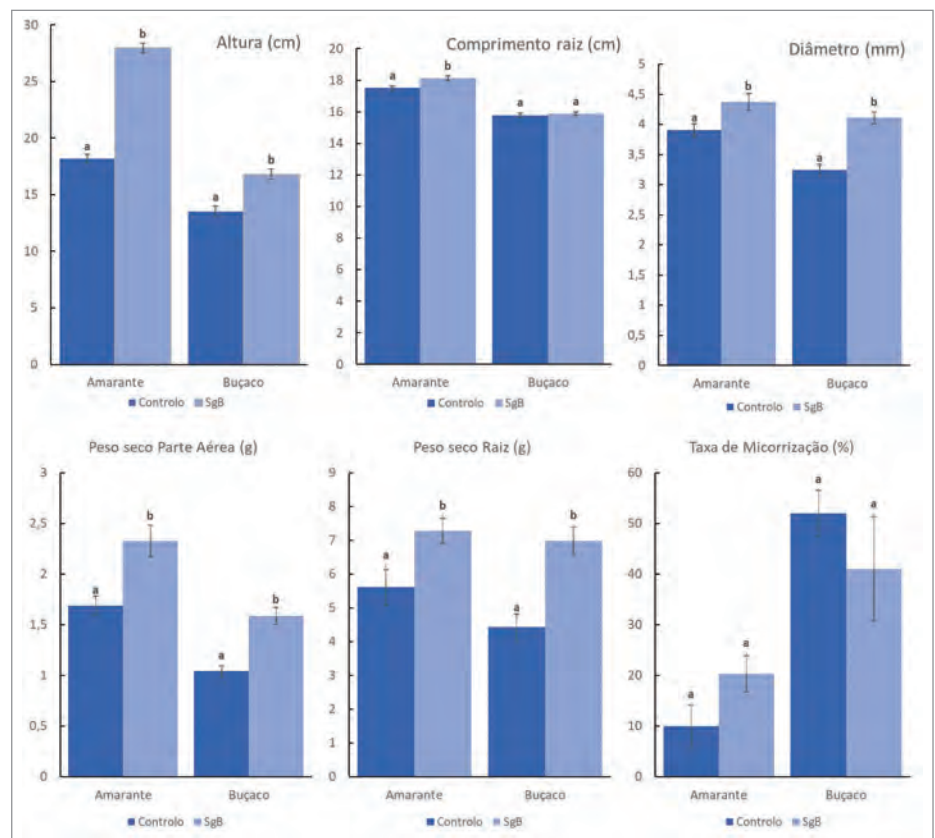 Altura (cm)
30
25
20
15
10
5
0
a
b
a
b
Amarante
Buçaco
Controlo
SgB
Comprimento raiz (cm)
20
18
16
14
12
10
8
6
4
2
0
a
b
a
a
Amarante
Buçaco
Controlo
SgB
Diâmetro (mm)
5
4,5
4
3,5
3
2,5
2
1,5
1
0,5
0
a
b
a
b
Amarante
Buçaco
Controlo
SgB
Peso seco Parte Aérea (g)
3
2,5
2
1,5
1
0,5
0
a
b
a
b
Amarante
Buçaco
Controlo
SgB
Peso seco Raiz (g)
9
8
7
6
5
4
3
2
1
0
a
b
a
b
Amarante
Buçaco
Controlo
SgB
Taxa de Micorrização (%)
60
50
40
30
20
10
0
a
a
a
a
Amarante
Buçaco
Controlo
SgB